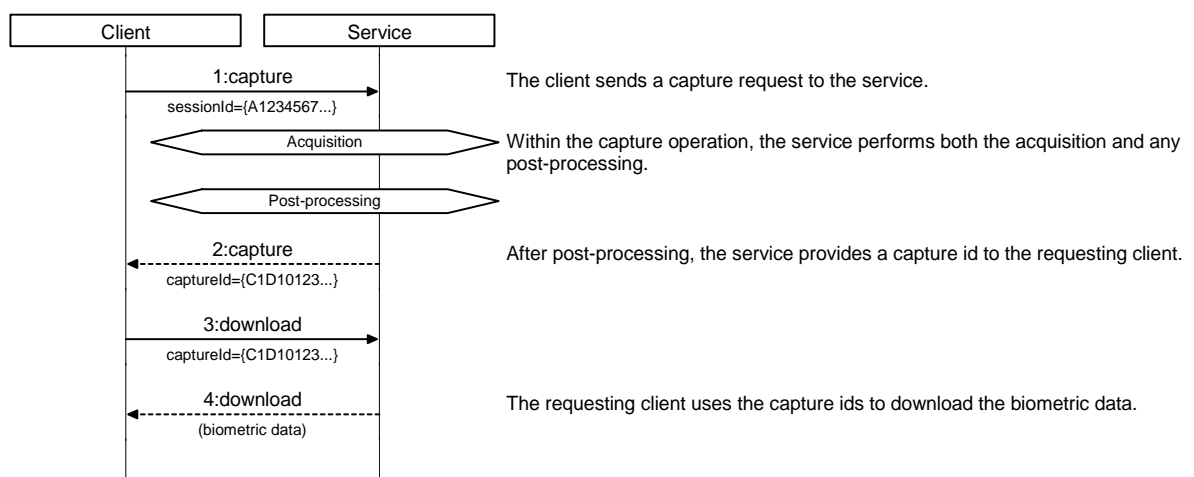 Client Service
1:capture
The client sends a capture request to the service.
sessionId={A1234567...}
Acquisition
Within the capture operation, the service performs both the acquisition and any
post-processing.
Post-processing
2:capture
After post-processing, the service provides a capture id to the requesting client.
captureId={C1D10123...}
3:download
captureId={C1D10123...}
4:download
The requesting client uses the capture ids to download the biometric data.
(biometric data)